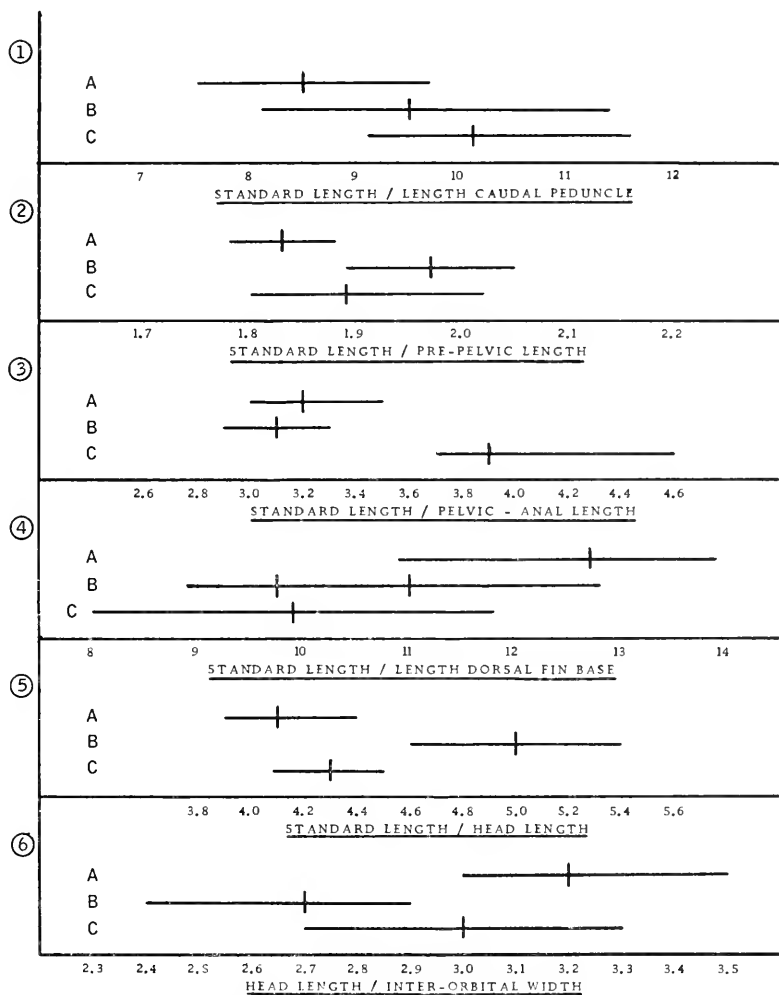 ①
A
B
C
7 8 9 10 11 12
STANDARD LENGTH / LENGTH CAUDAL PEDUNCLE
②
A
B
C
1.7 1.8 1.9 2.0 2.1 2.2
STANDARD LENGTH / PRE-PELVIC LENGTH
③
A
B
C
2.6 2.8 3.0 3.2 3.4 3.6 3.8 4.0 4.2 4.4 4.6
STANDARD LENGTH / PELVIC - ANAL LENGTH
④
A
B
C
8 9 10 11 12 13 14
STANDARD LENGTH / LENGTH DORSAL FIN BASE
⑤
A
B
C
3.8 4.0 4.2 4.4 4.6 4.8 5.0 5.2 5.4 5.6
STANDARD LENGTH / HEAD LENGTH
⑥
A
B
C
2.3 2.4 2.5 2.6 2.7 2.8 2.9 3.0 3.1 3.2 3.3 3.4 3.5
HEAD LENGTH / INTER-ORBITAL WIDTH